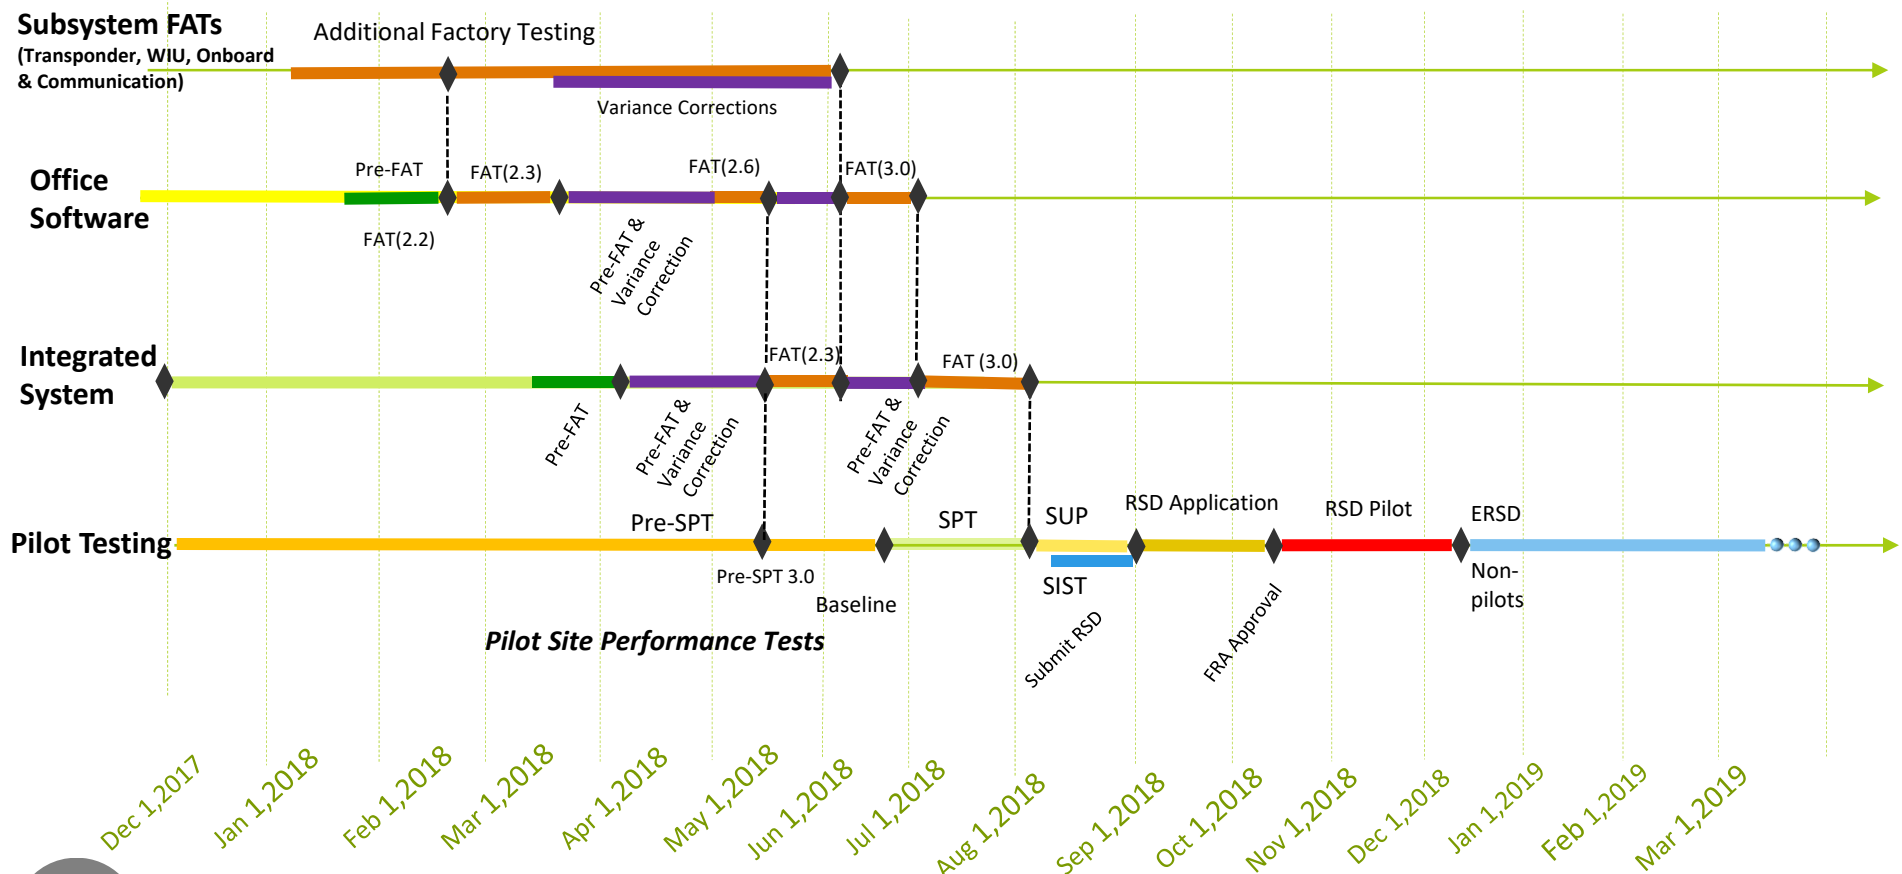 Subsystem FATs
(Transponder, WIU, Onboard
& Communication)
Additional Factory Testing
Variance Corrections
Office
Software
Pre-FAT
FAT(2.2)
FAT(2.3)
Pre-FAT &
Variance
Correction
FAT(2.6)
FAT(3.0)
Integrated
System
Pre-FAT
Pre-FAT &
Variance
Correction
FAT(2.3)
Pre-FAT &
Variance
Correction
FAT (3.0)
Pilot Testing
Pre-SPT
Pre-SPT 3.0
Baseline
SPT
SUP
SIST
Submit RSD
RSD Application
FRA Approval
RSD Pilot
ERSD
Non-
pilots
Pilot Site Performance Tests
Dec 1,2017
Jan 1,2018
Feb 1,2018
Mar 1,2018
Apr 1,2018
May 1,2018
Jun 1,2018
Jul 1,2018
Aug 1,2018
Sep 1,2018
Oct 1,2018
Nov 1,2018
Dec 1,2018
Jan 1,2019
Feb 1,2019
Mar 1,2019